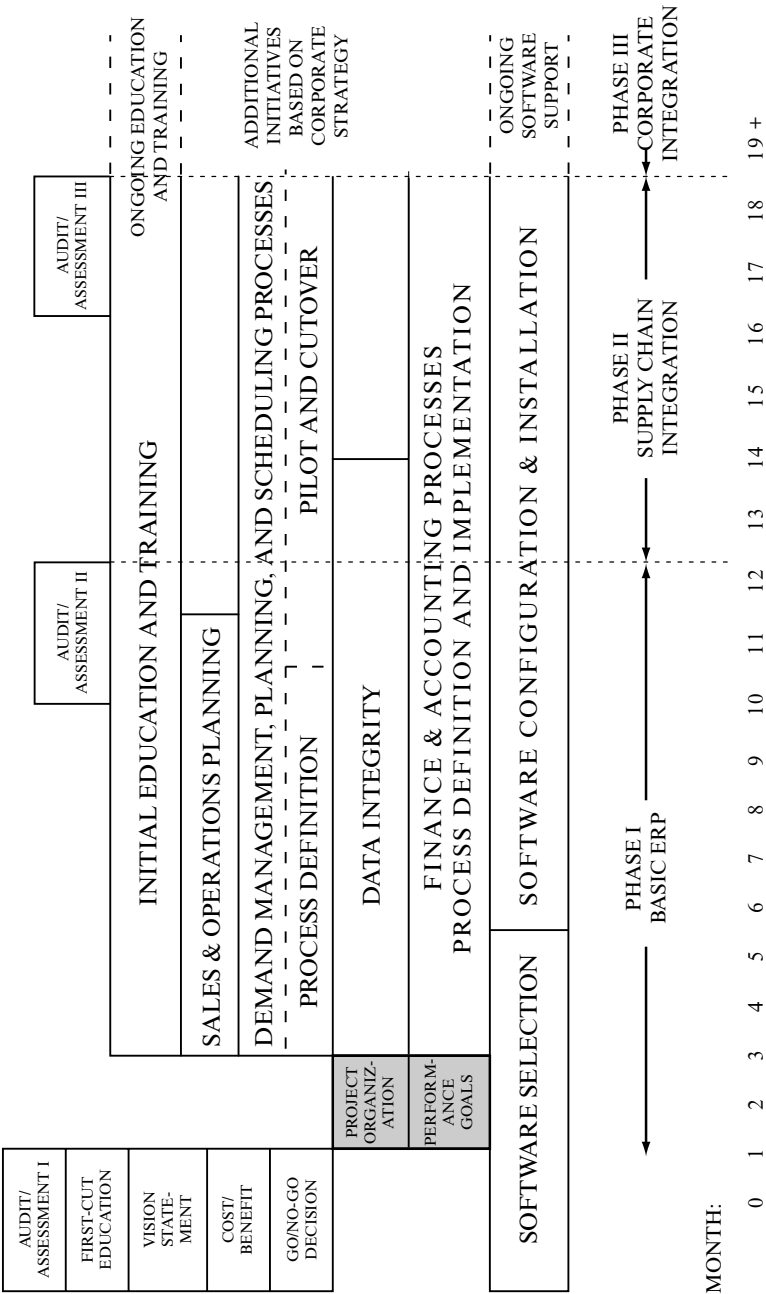 AUDIT/
ASSESSMENT I
FIRST-CUT
EDUCATION
VISION
STATE-
MENT
COST/
BENEFIT
GO/NO-GO
DECISION
AUDIT/
ASSESSMENT II
AUDIT/
ASSESSMENT III
INITIAL EDUCATION AND TRAINING
ONGOING EDUCATION
AND TRAINING
SALES & OPERATIONS PLANNING
DEMAND MANAGEMENT, PLANNING, AND SCHEDULING PROCESSES
PROCESS DEFINITION
PILOT AND CUTOVER
ADDITIONAL
INITIATIVES
BASED ON
CORPORATE
STRATEGY
PROJECT
ORGANIZ-
ATION
DATA INTEGRITY
PERFORM-
ANCE
GOALS
FINANCE & ACCOUNTING PROCESSES
PROCESS DEFINITION AND IMPLEMENTATION
SOFTWARE SELECTION
SOFTWARE CONFIGURATION & INSTALLATION
ONGOING
SOFTWARE
SUPPORT
PHASE I
BASIC ERP
PHASE II
SUPPLY CHAIN
INTEGRATION
PHASE III
CORPORATE
INTEGRATION
MONTH:
0 1 2 3 4 5 6 7 8 9 10 11 12 13 14 15 16 17 18 19 +